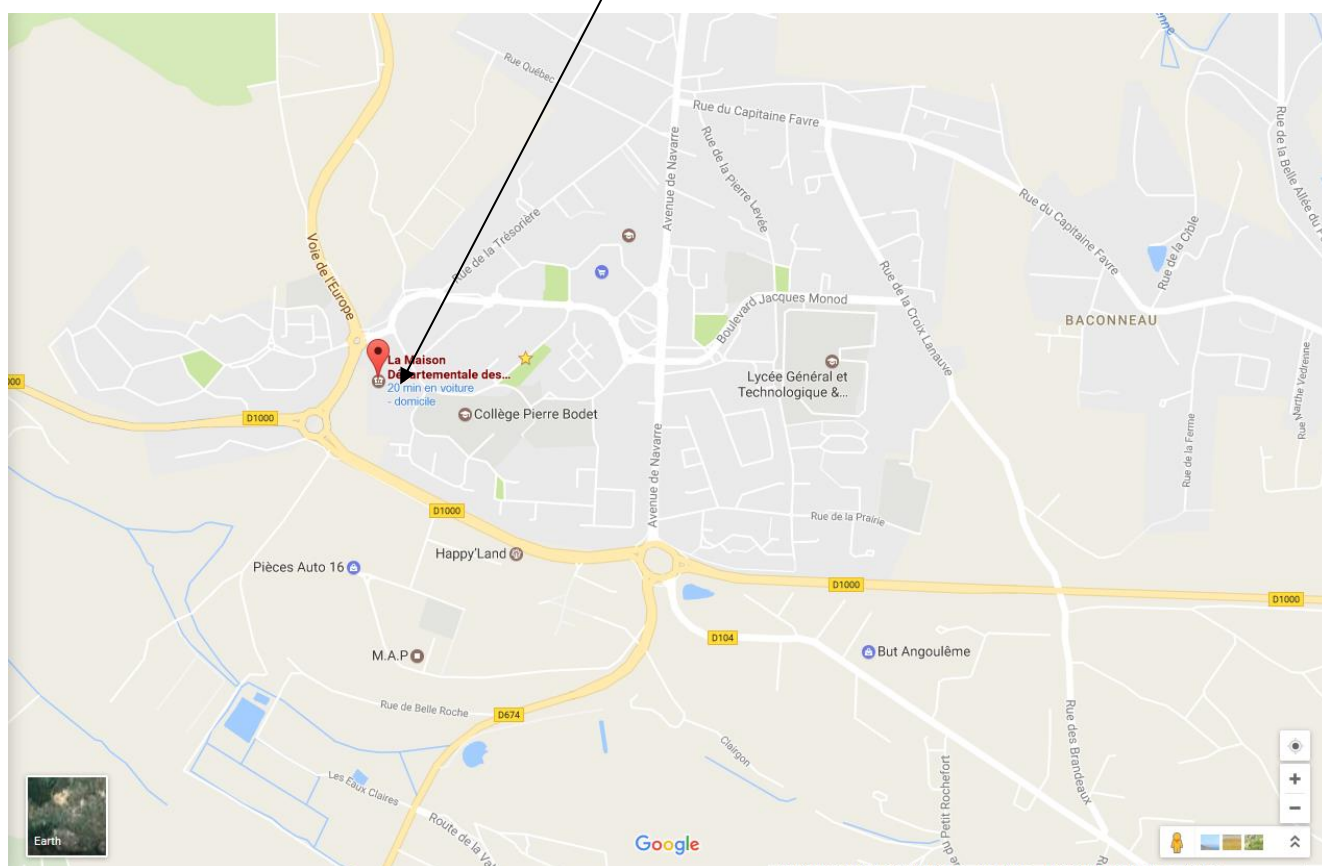 Rue Québec
Rue du Capitaine Favre
Rue de la Pierre Levée
Avenue de Navarre
Rue de la Cible
Rue du Capitaine Favre
Rue de la Trésorière
Voie de l'Europe
Rue de la Croix Lanauve
Boulevard Jacques Monod
BACONNEAU
La Maison
Départementale des...
20 min en voiture
- domicile
Lycée Général et
Technologique &...
Collège Pierre Bodet
D1000
Rue Marthe Vedrenne
Rue de la Ferme
Avenue de Navarre
D1000
Rue de la Prairie
Happy'Land
Pièces Auto 16
D1000
D1000
D104
But Angoulême
M.A.P
Rue de Belle Roche
D674
Clairgon
Rue des Brandeaux
Les Eaux Claires
Route de la
du Petit Rochefort
Earth
Google